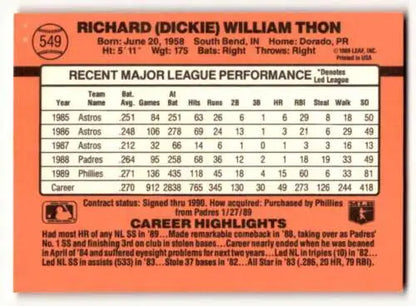 549
RICHARD (DICKIE) WILLIAM THON
Born: June 20, 1958 South Bend, IN Home: Dorado, PR
Ht: 5' 11" Wgt: 175 Bats: Right Throws: Right
©1989 LEAF, INC.
Printed in USA
RECENT MAJOR LEAGUE PERFORMANCE *Denotes Led League
Year Team Name Bat. Avg. Games At Bat Hits Runs 2B 3B HR RBI Steal Walk SO
1985 Astros .251 84 251 63 26 6 1 6 29 8 18 50
1986 Astros .248 106 278 69 24 13 1 3 21 6 29 49
1987 Astros .212 32 66 14 6 1 0 1 3 3 16 13
1988 Padres .264 95 258 68 36 12 2 1 18 19 33 49
1989 Phillies .271 136 435 118 45 18 4 15 60 6 33 81
Career .270 910 2838 765 345 130 30 49 273 126 244 418
Contract status: Signed thru 1990. How acquired: Purchased by Phillies
from Padres 1/27/89
CAREER HIGHLIGHTS
Had most HR of any NL SS in '89...Made remarkable comeback in '88, taking over as Padres'
No. 1 SS and finishing 3rd on club in stolen bases...Career nearly ended when he was beaned
in April of '84 and suffered eyesight problems for next two years...Led NL in triples (10) in '82...
Led NL SS in assists (533) in '83...Stole 37 bases in '82...All Star in '83 (.286, 20 HR, 79 RBI).